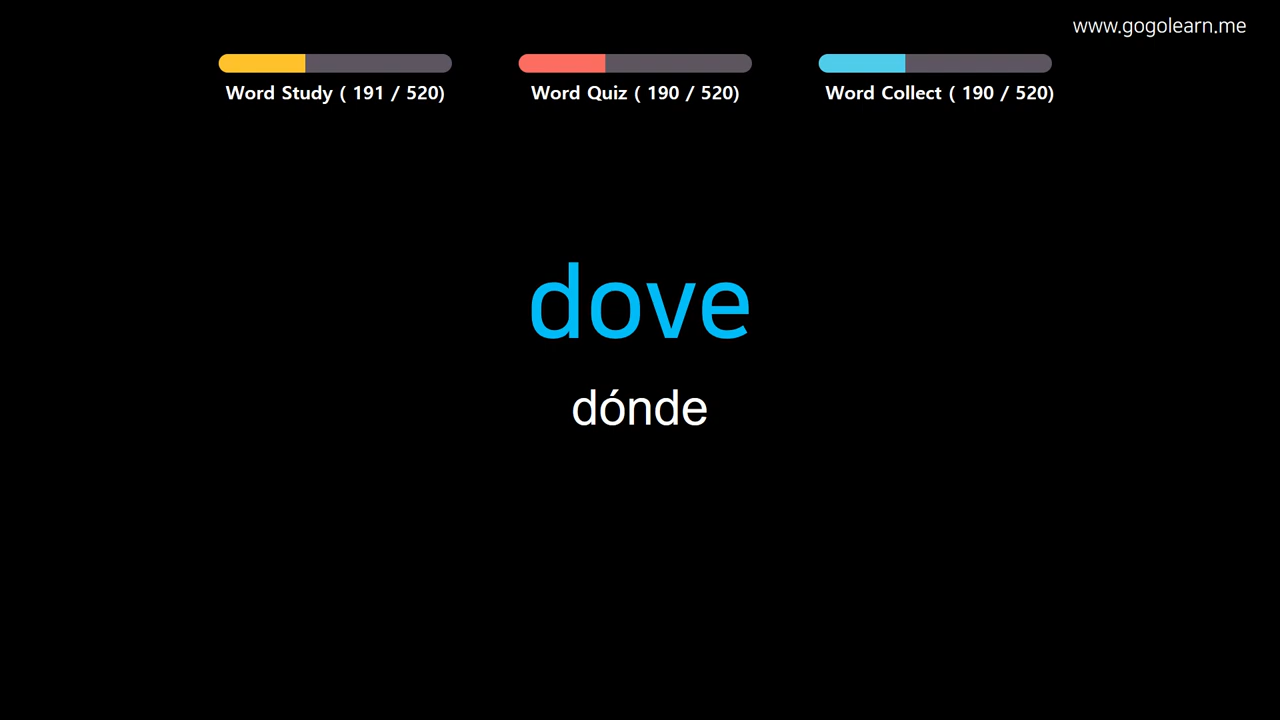 www.gogolearn.me
Word Study ( 191 / 520)
Word Quiz ( 190 / 520)
Word Collect ( 190 / 520)
dove
dónde